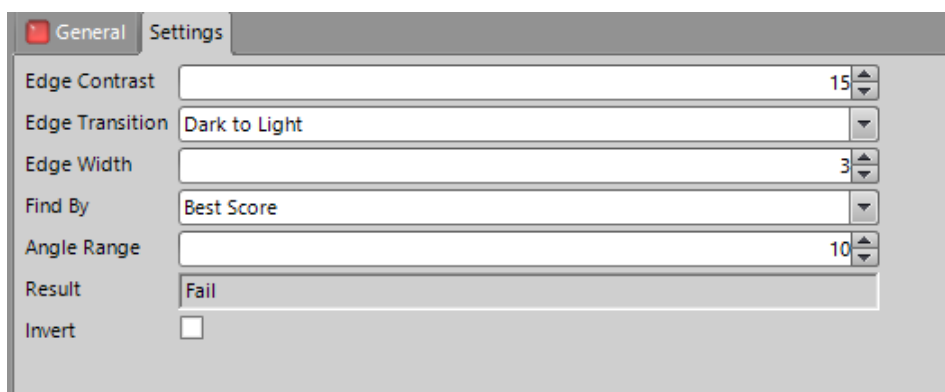 General Settings
Edge Contrast 15
Edge Transition Dark to Light
Edge Width 3
Find By Best Score
Angle Range 10
Result Fail
Invert